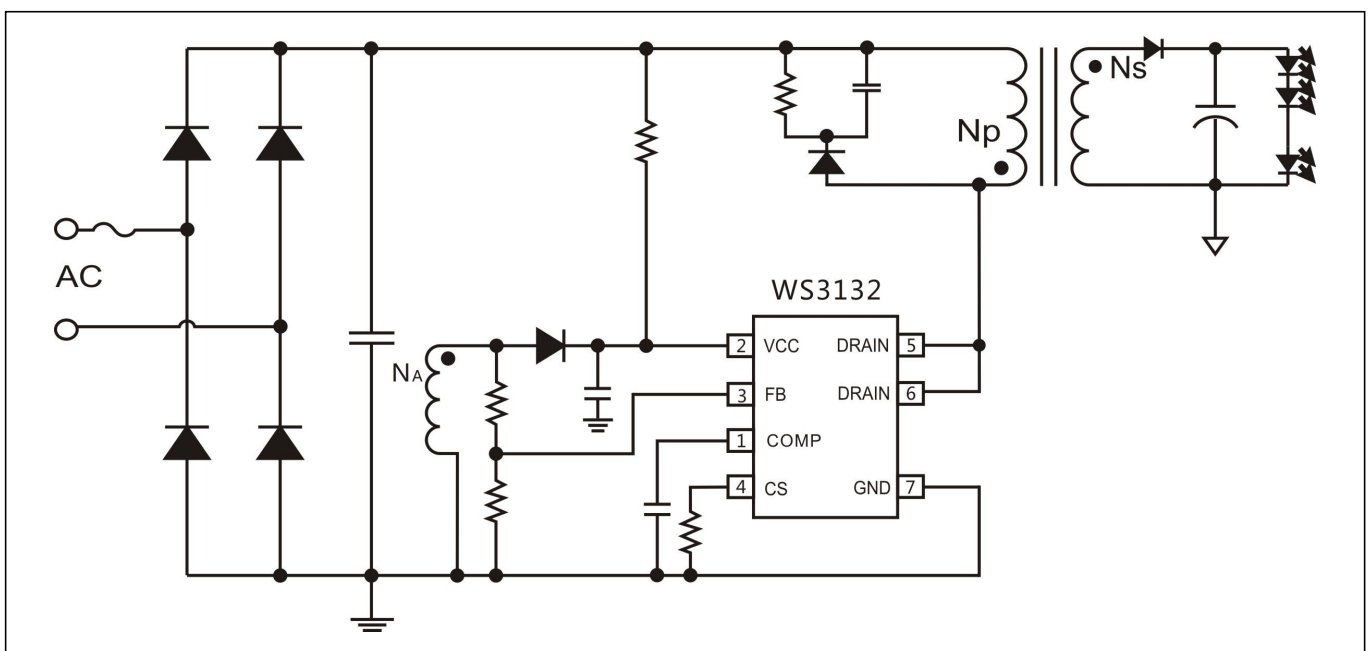 Ns
Np
AC
WS3132
NA
2 VCC DRAIN 5
3 FB DRAIN 6
1 COMP
4 CS GND 7